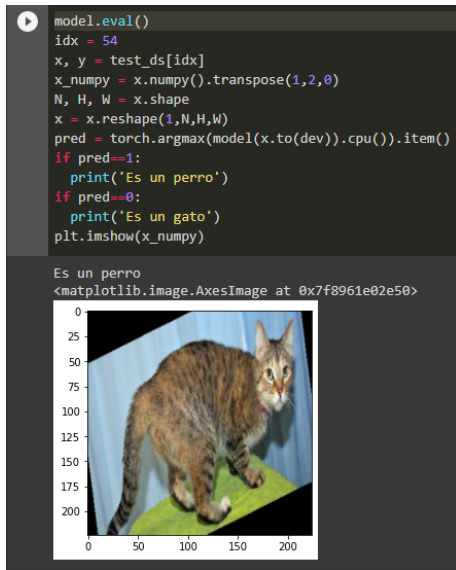 model.eval()
idx = 54
x, y = test_ds[idx]
x_numpy = x.numpy().transpose(1,2,0)
N, H, W = x.shape
x = x.reshape(1,N,H,W)
pred = torch.argmax(model(x.to(dev)).cpu()).item()
if pred==1:
  print('Es un perro')
if pred==0:
  print('Es un gato')
plt.imshow(x_numpy)
Es un perro
<matplotlib.image.AxesImage at 0x7f8961e02e50>
0
25
50
75
100
125
150
175
200
0 50 100 150 200